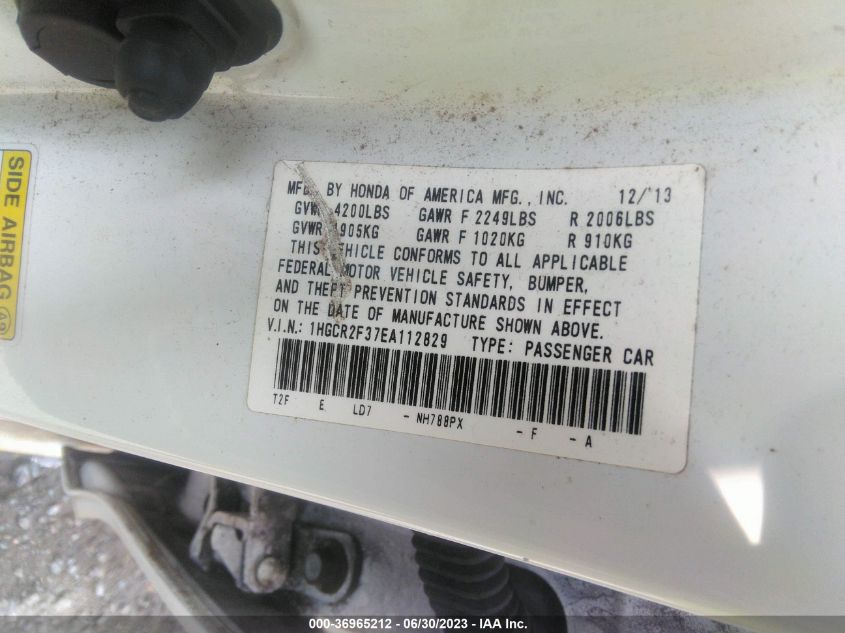 SIDE AIRBAG
MFD. BY HONDA OF AMERICA MFG., INC. 12/'13
GVWR 4200LBS GAWR F 2249LBS R 2006LBS
GVWR 1905KG GAWR F 1020KG R 910KG
THIS VEHICLE CONFORMS TO ALL APPLICABLE
FEDERAL MOTOR VEHICLE SAFETY, BUMPER,
AND THEFT PREVENTION STANDARDS IN EFFECT
ON THE DATE OF MANUFACTURE SHOWN ABOVE.
V.I.N.: 1HGCR2F37EA112829 TYPE: PASSENGER CAR
T2F E LD7 - NH788PX - F - A
000-36965212 | 06/30/2023 | IAA Inc.